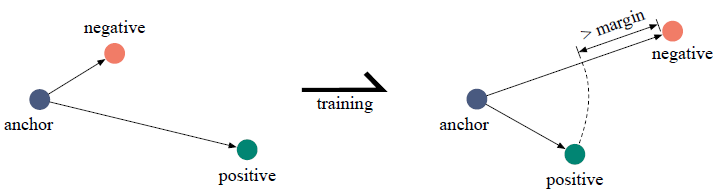 negative
anchor
positive
training
> margin
negative
anchor
positive